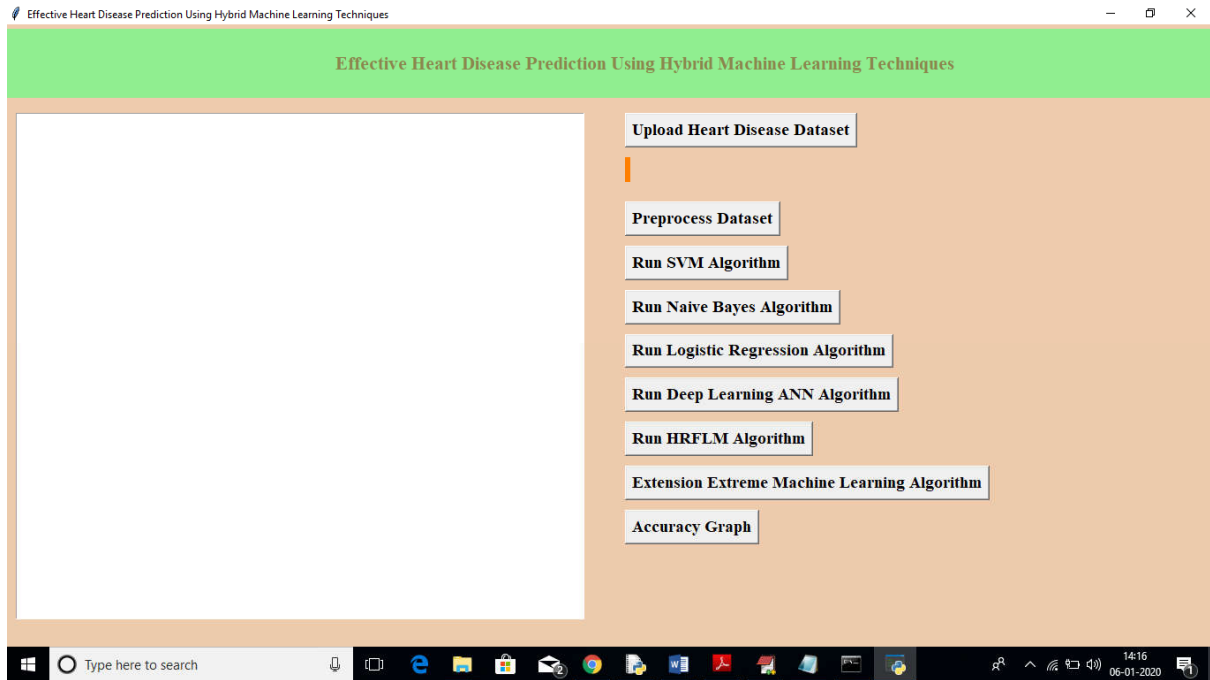 Effective Heart Disease Prediction Using Hybrid Machine Learning Techniques
Effective Heart Disease Prediction Using Hybrid Machine Learning Techniques
Upload Heart Disease Dataset
Preprocess Dataset
Run SVM Algorithm
Run Naive Bayes Algorithm
Run Logistic Regression Algorithm
Run Deep Learning ANN Algorithm
Run HRFLM Algorithm
Extension Extreme Machine Learning Algorithm
Accuracy Graph
Type here to search
2
14:16
06-01-2020
1